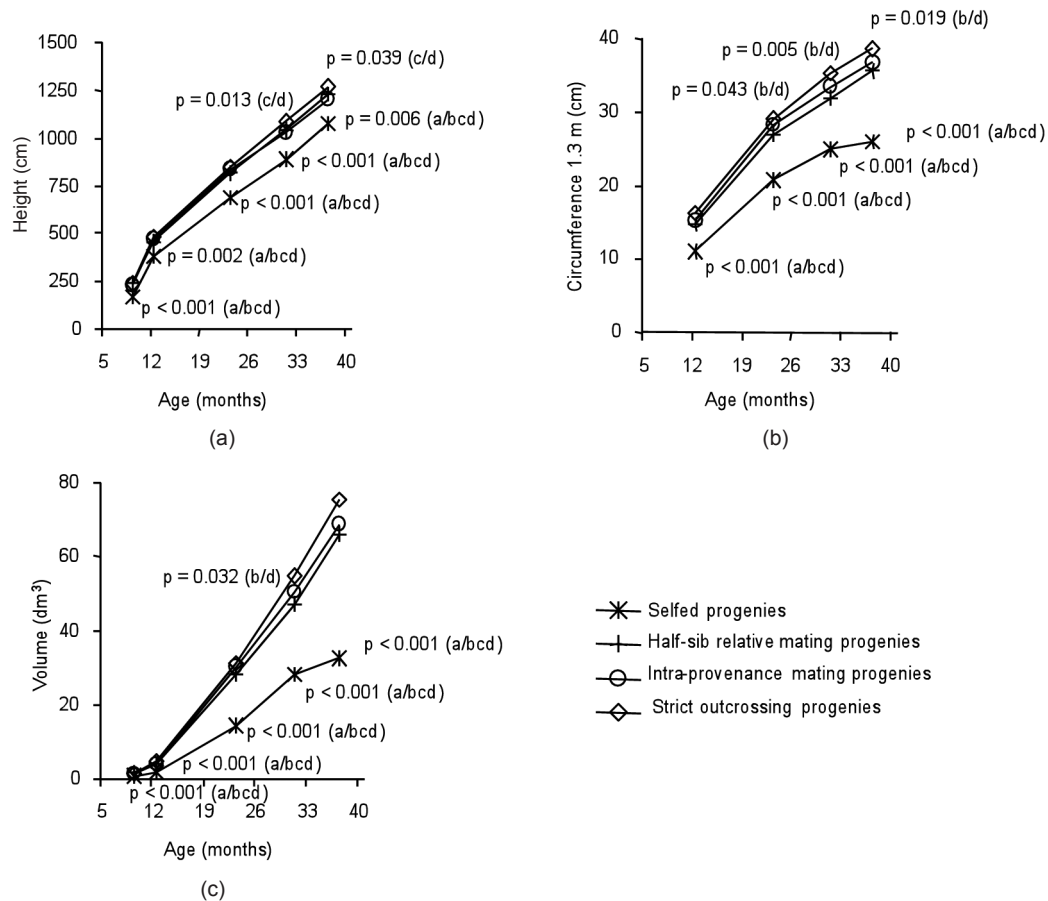 1500
1250
1000
750
500
250
0
Height (cm)
p = 0.039 (c/d)
p = 0.013 (c/d)
p = 0.006 (a/bcd)
p < 0.001 (a/bcd)
p < 0.001 (a/bcd)
p = 0.002 (a/bcd)
p < 0.001 (a/bcd)
5 12 19 26 33 40
Age (months)
(a)
40
30
20
10
0
Circumference 1.3 m (cm)
p = 0.019 (b/d)
p = 0.005 (b/d)
p = 0.043 (b/d)
p < 0.001 (a/bcd)
p < 0.001 (a/bcd)
p < 0.001 (a/bcd)
p < 0.001 (a/bcd)
5 12 19 26 33 40
Age (months)
(b)
80
60
40
20
0
Volume (dm³)
p = 0.032 (b/d)
p < 0.001 (a/bcd)
p < 0.001 (a/bcd)
p < 0.001 (a/bcd)
p < 0.001 (a/bcd)
p < 0.001 (a/bcd)
5 12 19 26 33 40
Age (months)
(c)
Selfed progenies
Half-sib relative mating progenies
Intra-provenance mating progenies
Strict outcrossing progenies